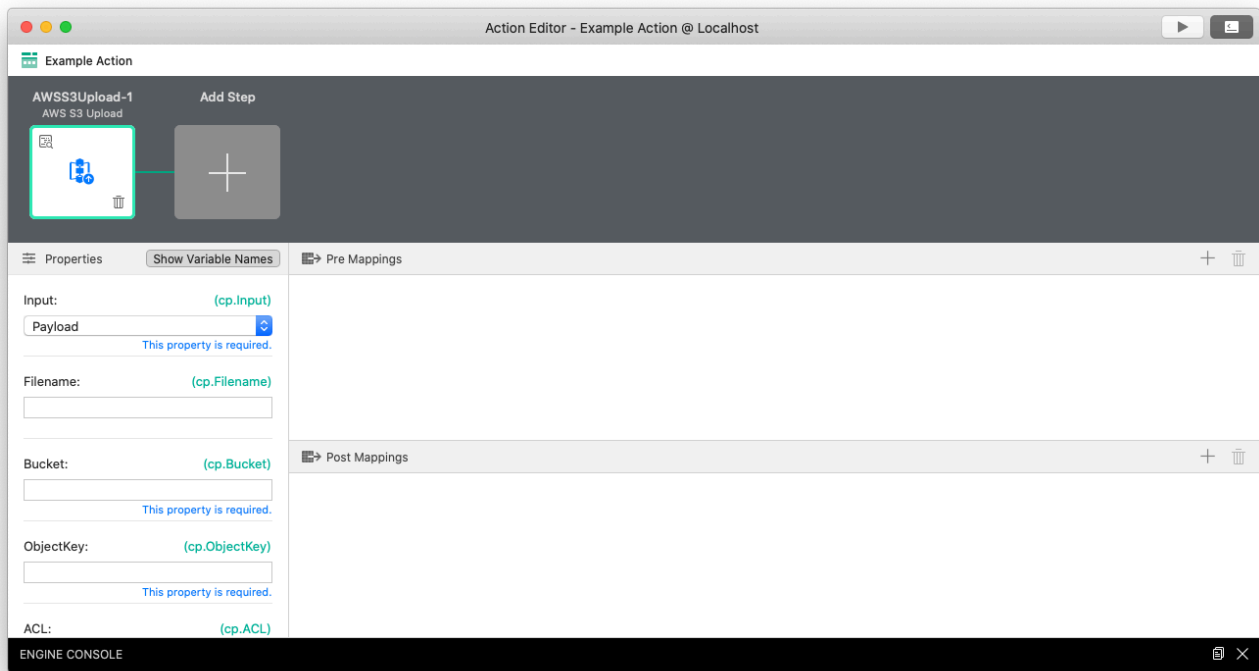 Action Editor - Example Action @ Localhost
Example Action
AWSS3Upload-1 Add Step
AWS S3 Upload
Properties Show Variable Names Pre Mappings
Input: (cp.Input)
Payload
This property is required.
Filename: (cp.Filename)
Bucket: (cp.Bucket)
This property is required.
ObjectKey: (cp.ObjectKey)
This property is required.
ACL: (cp.ACL)
Post Mappings
ENGINE CONSOLE